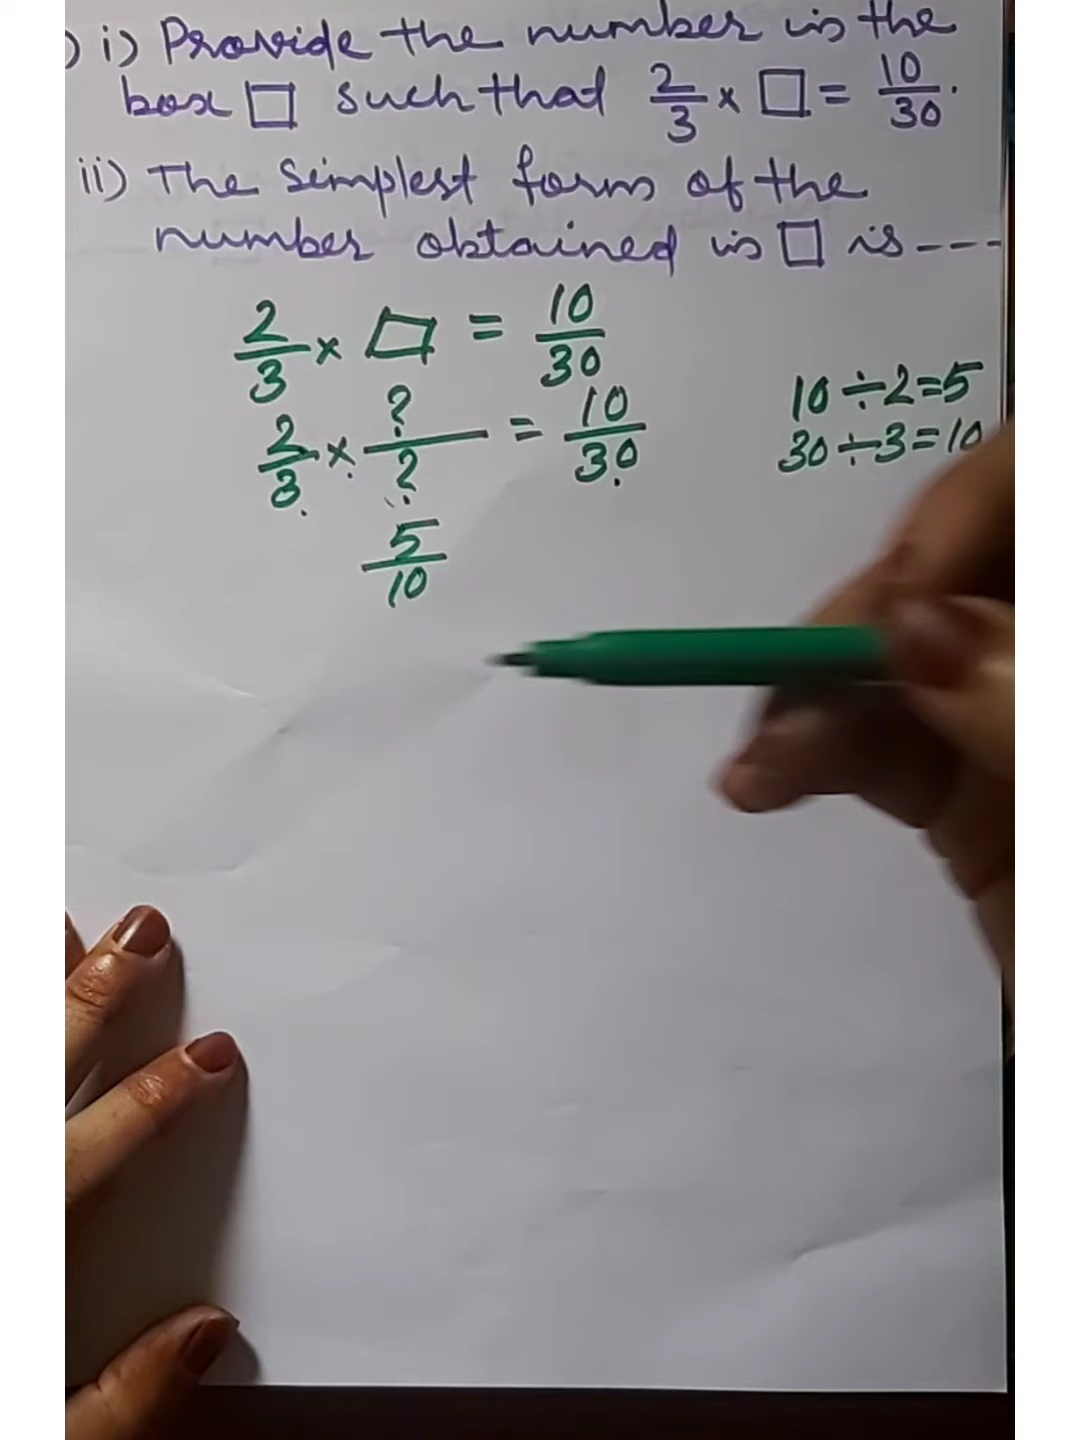 ) i) Provide the number in the
box □ such that 2/3 × □ = 10/30.
ii) The simplest form of the
number obtained in □ is ---
2/3 × □ = 10/30
2/3 × ?/? = 10/30
10 ÷ 2 = 5
30 ÷ 3 = 10
5/10